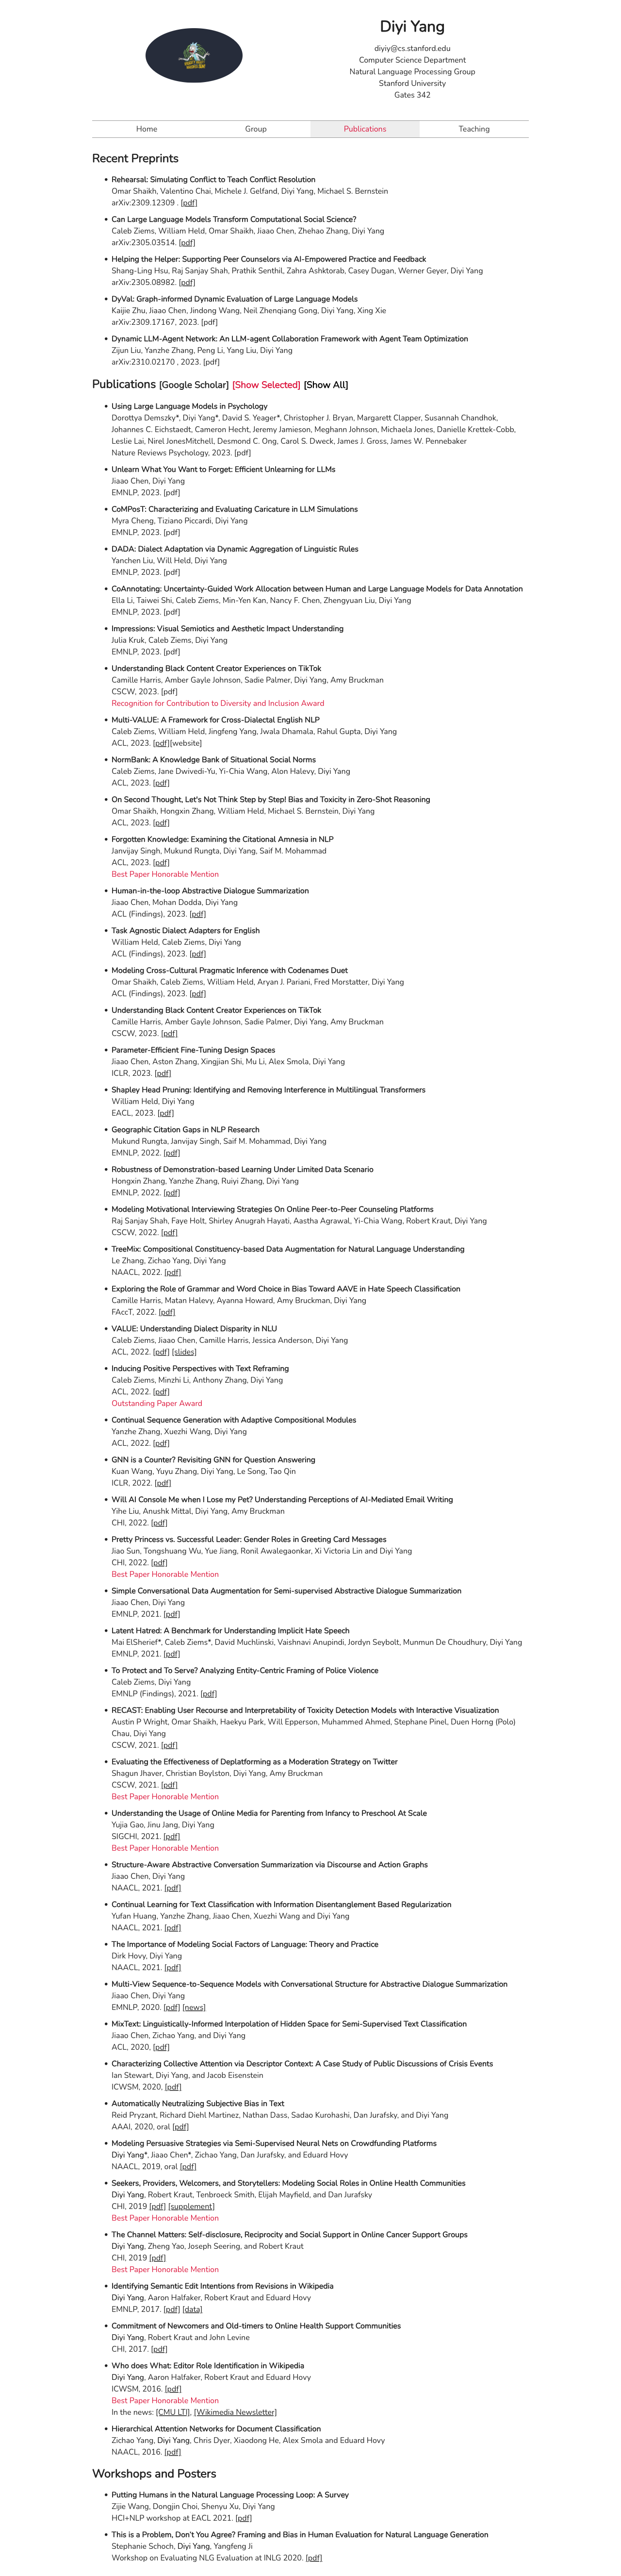 Diyi Yang
diyiy@cs.stanford.edu
Computer Science Department
Natural Language Processing Group
Stanford University
Gates 342
Home Group Publications Teaching
Recent Preprints
Rehearsal: Simulating Conflict to Teach Conflict Resolution
Omar Shaikh, Valentino Chai, Michele J. Gelfand, Diyi Yang, Michael S. Bernstein
arXiv:2309.12309 . [pdf]
Can Large Language Models Transform Computational Social Science?
Caleb Ziems, William Held, Omar Shaikh, Jiaao Chen, Zhehao Zhang, Diyi Yang
arXiv:2305.03514. [pdf]
Helping the Helper: Supporting Peer Counselors via AI-Empowered Practice and Feedback
Shang-Ling Hsu, Raj Sanjay Shah, Prathik Senthil, Zahra Ashktorab, Casey Dugan, Werner Geyer, Diyi Yang
arXiv:2305.08982. [pdf]
DyVal: Graph-informed Dynamic Evaluation of Large Language Models
Kaijie Zhu, Jiaao Chen, Jindong Wang, Neil Zhenqiang Gong, Diyi Yang, Xing Xie
arXiv:2309.17167, 2023. [pdf]
Dynamic LLM-Agent Network: An LLM-agent Collaboration Framework with Agent Team Optimization
Zijun Liu, Yanzhe Zhang, Peng Li, Yang Liu, Diyi Yang
arXiv:2310.02170 , 2023. [pdf]
Publications [Google Scholar] [Show Selected] [Show All]
Using Large Language Models in Psychology
Dorottya Demszky*, Diyi Yang*, David S. Yeager*, Christopher J. Bryan, Margarett Clapper, Susannah Chandhok,
Johannes C. Eichstaedt, Cameron Hecht, Jeremy Jamieson, Meghann Johnson, Michaela Jones, Danielle Krettek-Cobb,
Leslie Lai, Nirel JonesMitchell, Desmond C. Ong, Carol S. Dweck, James J. Gross, James W. Pennebaker
Nature Reviews Psychology, 2023. [pdf]
Unlearn What You Want to Forget: Efficient Unlearning for LLMs
Jiaao Chen, Diyi Yang
EMNLP, 2023. [pdf]
CoMPosT: Characterizing and Evaluating Caricature in LLM Simulations
Myra Cheng, Tiziano Piccardi, Diyi Yang
EMNLP, 2023. [pdf]
DADA: Dialect Adaptation via Dynamic Aggregation of Linguistic Rules
Yanchen Liu, Will Held, Diyi Yang
EMNLP, 2023. [pdf]
CoAnnotating: Uncertainty-Guided Work Allocation between Human and Large Language Models for Data Annotation
Ella Li, Taiwei Shi, Caleb Ziems, Min-Yen Kan, Nancy F. Chen, Zhengyuan Liu, Diyi Yang
EMNLP, 2023. [pdf]
Impressions: Visual Semiotics and Aesthetic Impact Understanding
Julia Kruk, Caleb Ziems, Diyi Yang
EMNLP, 2023. [pdf]
Understanding Black Content Creator Experiences on TikTok
Camille Harris, Amber Gayle Johnson, Sadie Palmer, Diyi Yang, Amy Bruckman
CSCW, 2023. [pdf]
Recognition for Contribution to Diversity and Inclusion Award
Multi-VALUE: A Framework for Cross-Dialectal English NLP
Caleb Ziems, William Held, Jingfeng Yang, Jwala Dhamala, Rahul Gupta, Diyi Yang
ACL, 2023. [pdf][website]
NormBank: A Knowledge Bank of Situational Social Norms
Caleb Ziems, Jane Dwivedi-Yu, Yi-Chia Wang, Alon Halevy, Diyi Yang
ACL, 2023. [pdf]
On Second Thought, Let's Not Think Step by Step! Bias and Toxicity in Zero-Shot Reasoning
Omar Shaikh, Hongxin Zhang, William Held, Michael S. Bernstein, Diyi Yang
ACL, 2023. [pdf]
Forgotten Knowledge: Examining the Citational Amnesia in NLP
Janvijay Singh, Mukund Rungta, Diyi Yang, Saif M. Mohammad
ACL, 2023. [pdf]
Best Paper Honorable Mention
Human-in-the-loop Abstractive Dialogue Summarization
Jiaao Chen, Mohan Dodda, Diyi Yang
ACL (Findings), 2023. [pdf]
Task Agnostic Dialect Adapters for English
William Held, Caleb Ziems, Diyi Yang
ACL (Findings), 2023. [pdf]
Modeling Cross-Cultural Pragmatic Inference with Codenames Duet
Omar Shaikh, Caleb Ziems, William Held, Aryan J. Pariani, Fred Morstatter, Diyi Yang
ACL (Findings), 2023. [pdf]
Understanding Black Content Creator Experiences on TikTok
Camille Harris, Amber Gayle Johnson, Sadie Palmer, Diyi Yang, Amy Bruckman
CSCW, 2023. [pdf]
Parameter-Efficient Fine-Tuning Design Spaces
Jiaao Chen, Aston Zhang, Xingjian Shi, Mu Li, Alex Smola, Diyi Yang
ICLR, 2023. [pdf]
Shapley Head Pruning: Identifying and Removing Interference in Multilingual Transformers
William Held, Diyi Yang
EACL, 2023. [pdf]
Geographic Citation Gaps in NLP Research
Mukund Rungta, Janvijay Singh, Saif M. Mohammad, Diyi Yang
EMNLP, 2022. [pdf]
Robustness of Demonstration-based Learning Under Limited Data Scenario
Hongxin Zhang, Yanzhe Zhang, Ruiyi Zhang, Diyi Yang
EMNLP, 2022. [pdf]
Modeling Motivational Interviewing Strategies On Online Peer-to-Peer Counseling Platforms
Raj Sanjay Shah, Faye Holt, Shirley Anugrah Hayati, Aastha Agrawal, Yi-Chia Wang, Robert Kraut, Diyi Yang
CSCW, 2022. [pdf]
TreeMix: Compositional Constituency-based Data Augmentation for Natural Language Understanding
Le Zhang, Zichao Yang, Diyi Yang
NAACL, 2022. [pdf]
Exploring the Role of Grammar and Word Choice in Bias Toward AAVE in Hate Speech Classification
Camille Harris, Matan Halevy, Ayanna Howard, Amy Bruckman, Diyi Yang
FAccT, 2022. [pdf]
VALUE: Understanding Dialect Disparity in NLU
Caleb Ziems, Jiaao Chen, Camille Harris, Jessica Anderson, Diyi Yang
ACL, 2022. [pdf] [slides]
Inducing Positive Perspectives with Text Reframing
Caleb Ziems, Minzhi Li, Anthony Zhang, Diyi Yang
ACL, 2022. [pdf]
Outstanding Paper Award
Continual Sequence Generation with Adaptive Compositional Modules
Yanzhe Zhang, Xuezhi Wang, Diyi Yang
ACL, 2022. [pdf]
GNN is a Counter? Revisiting GNN for Question Answering
Kuan Wang, Yuyu Zhang, Diyi Yang, Le Song, Tao Qin
ICLR, 2022. [pdf]
Will AI Console Me when I Lose my Pet? Understanding Perceptions of AI-Mediated Email Writing
Yihe Liu, Anushk Mittal, Diyi Yang, Amy Bruckman
CHI, 2022. [pdf]
Pretty Princess vs. Successful Leader: Gender Roles in Greeting Card Messages
Jiao Sun, Tongshuang Wu, Yue Jiang, Ronil Awalegaonkar, Xi Victoria Lin and Diyi Yang
CHI, 2022. [pdf]
Best Paper Honorable Mention
Simple Conversational Data Augmentation for Semi-supervised Abstractive Dialogue Summarization
Jiaao Chen, Diyi Yang
EMNLP, 2021. [pdf]
Latent Hatred: A Benchmark for Understanding Implicit Hate Speech
Mai ElSherief*, Caleb Ziems*, David Muchlinski, Vaishnavi Anupindi, Jordyn Seybolt, Munmun De Choudhury, Diyi Yang
EMNLP, 2021. [pdf]
To Protect and To Serve? Analyzing Entity-Centric Framing of Police Violence
Caleb Ziems, Diyi Yang
EMNLP (Findings), 2021. [pdf]
RECAST: Enabling User Recourse and Interpretability of Toxicity Detection Models with Interactive Visualization
Austin P Wright, Omar Shaikh, Haekyu Park, Will Epperson, Muhammed Ahmed, Stephane Pinel, Duen Horng (Polo)
Chau, Diyi Yang
CSCW, 2021. [pdf]
Evaluating the Effectiveness of Deplatforming as a Moderation Strategy on Twitter
Shagun Jhaver, Christian Boylston, Diyi Yang, Amy Bruckman
CSCW, 2021. [pdf]
Best Paper Honorable Mention
Understanding the Usage of Online Media for Parenting from Infancy to Preschool At Scale
Yujia Gao, Jinu Jang, Diyi Yang
SIGCHI, 2021. [pdf]
Best Paper Honorable Mention
Structure-Aware Abstractive Conversation Summarization via Discourse and Action Graphs
Jiaao Chen, Diyi Yang
NAACL, 2021. [pdf]
Continual Learning for Text Classification with Information Disentanglement Based Regularization
Yufan Huang, Yanzhe Zhang, Jiaao Chen, Xuezhi Wang and Diyi Yang
NAACL, 2021. [pdf]
The Importance of Modeling Social Factors of Language: Theory and Practice
Dirk Hovy, Diyi Yang
NAACL, 2021. [pdf]
Multi-View Sequence-to-Sequence Models with Conversational Structure for Abstractive Dialogue Summarization
Jiaao Chen, Diyi Yang
EMNLP, 2020. [pdf] [news]
MixText: Linguistically-Informed Interpolation of Hidden Space for Semi-Supervised Text Classification
Jiaao Chen, Zichao Yang, and Diyi Yang
ACL, 2020, [pdf]
Characterizing Collective Attention via Descriptor Context: A Case Study of Public Discussions of Crisis Events
Ian Stewart, Diyi Yang, and Jacob Eisenstein
ICWSM, 2020, [pdf]
Automatically Neutralizing Subjective Bias in Text
Reid Pryzant, Richard Diehl Martinez, Nathan Dass, Sadao Kurohashi, Dan Jurafsky, and Diyi Yang
AAAI, 2020, oral [pdf]
Modeling Persuasive Strategies via Semi-Supervised Neural Nets on Crowdfunding Platforms
Diyi Yang*, Jiaao Chen*, Zichao Yang, Dan Jurafsky, and Eduard Hovy
NAACL, 2019, oral [pdf]
Seekers, Providers, Welcomers, and Storytellers: Modeling Social Roles in Online Health Communities
Diyi Yang, Robert Kraut, Tenbroeck Smith, Elijah Mayfield, and Dan Jurafsky
CHI, 2019 [pdf] [supplement]
Best Paper Honorable Mention
The Channel Matters: Self-disclosure, Reciprocity and Social Support in Online Cancer Support Groups
Diyi Yang, Zheng Yao, Joseph Seering, and Robert Kraut
CHI, 2019 [pdf]
Best Paper Honorable Mention
Identifying Semantic Edit Intentions from Revisions in Wikipedia
Diyi Yang, Aaron Halfaker, Robert Kraut and Eduard Hovy
EMNLP, 2017. [pdf] [data]
Commitment of Newcomers and Old-timers to Online Health Support Communities
Diyi Yang, Robert Kraut and John Levine
CHI, 2017. [pdf]
Who does What: Editor Role Identification in Wikipedia
Diyi Yang, Aaron Halfaker, Robert Kraut and Eduard Hovy
ICWSM, 2016. [pdf]
Best Paper Honorable Mention
In the news: [CMU LTI], [Wikimedia Newsletter]
Hierarchical Attention Networks for Document Classification
Zichao Yang, Diyi Yang, Chris Dyer, Xiaodong He, Alex Smola and Eduard Hovy
NAACL, 2016. [pdf]
Workshops and Posters
Putting Humans in the Natural Language Processing Loop: A Survey
Zijie Wang, Dongjin Choi, Shenyu Xu, Diyi Yang
HCI+NLP workshop at EACL 2021. [pdf]
This is a Problem, Don't You Agree? Framing and Bias in Human Evaluation for Natural Language Generation
Stephanie Schoch, Diyi Yang, Yangfeng Ji
Workshop on Evaluating NLG Evaluation at INLG 2020. [pdf]